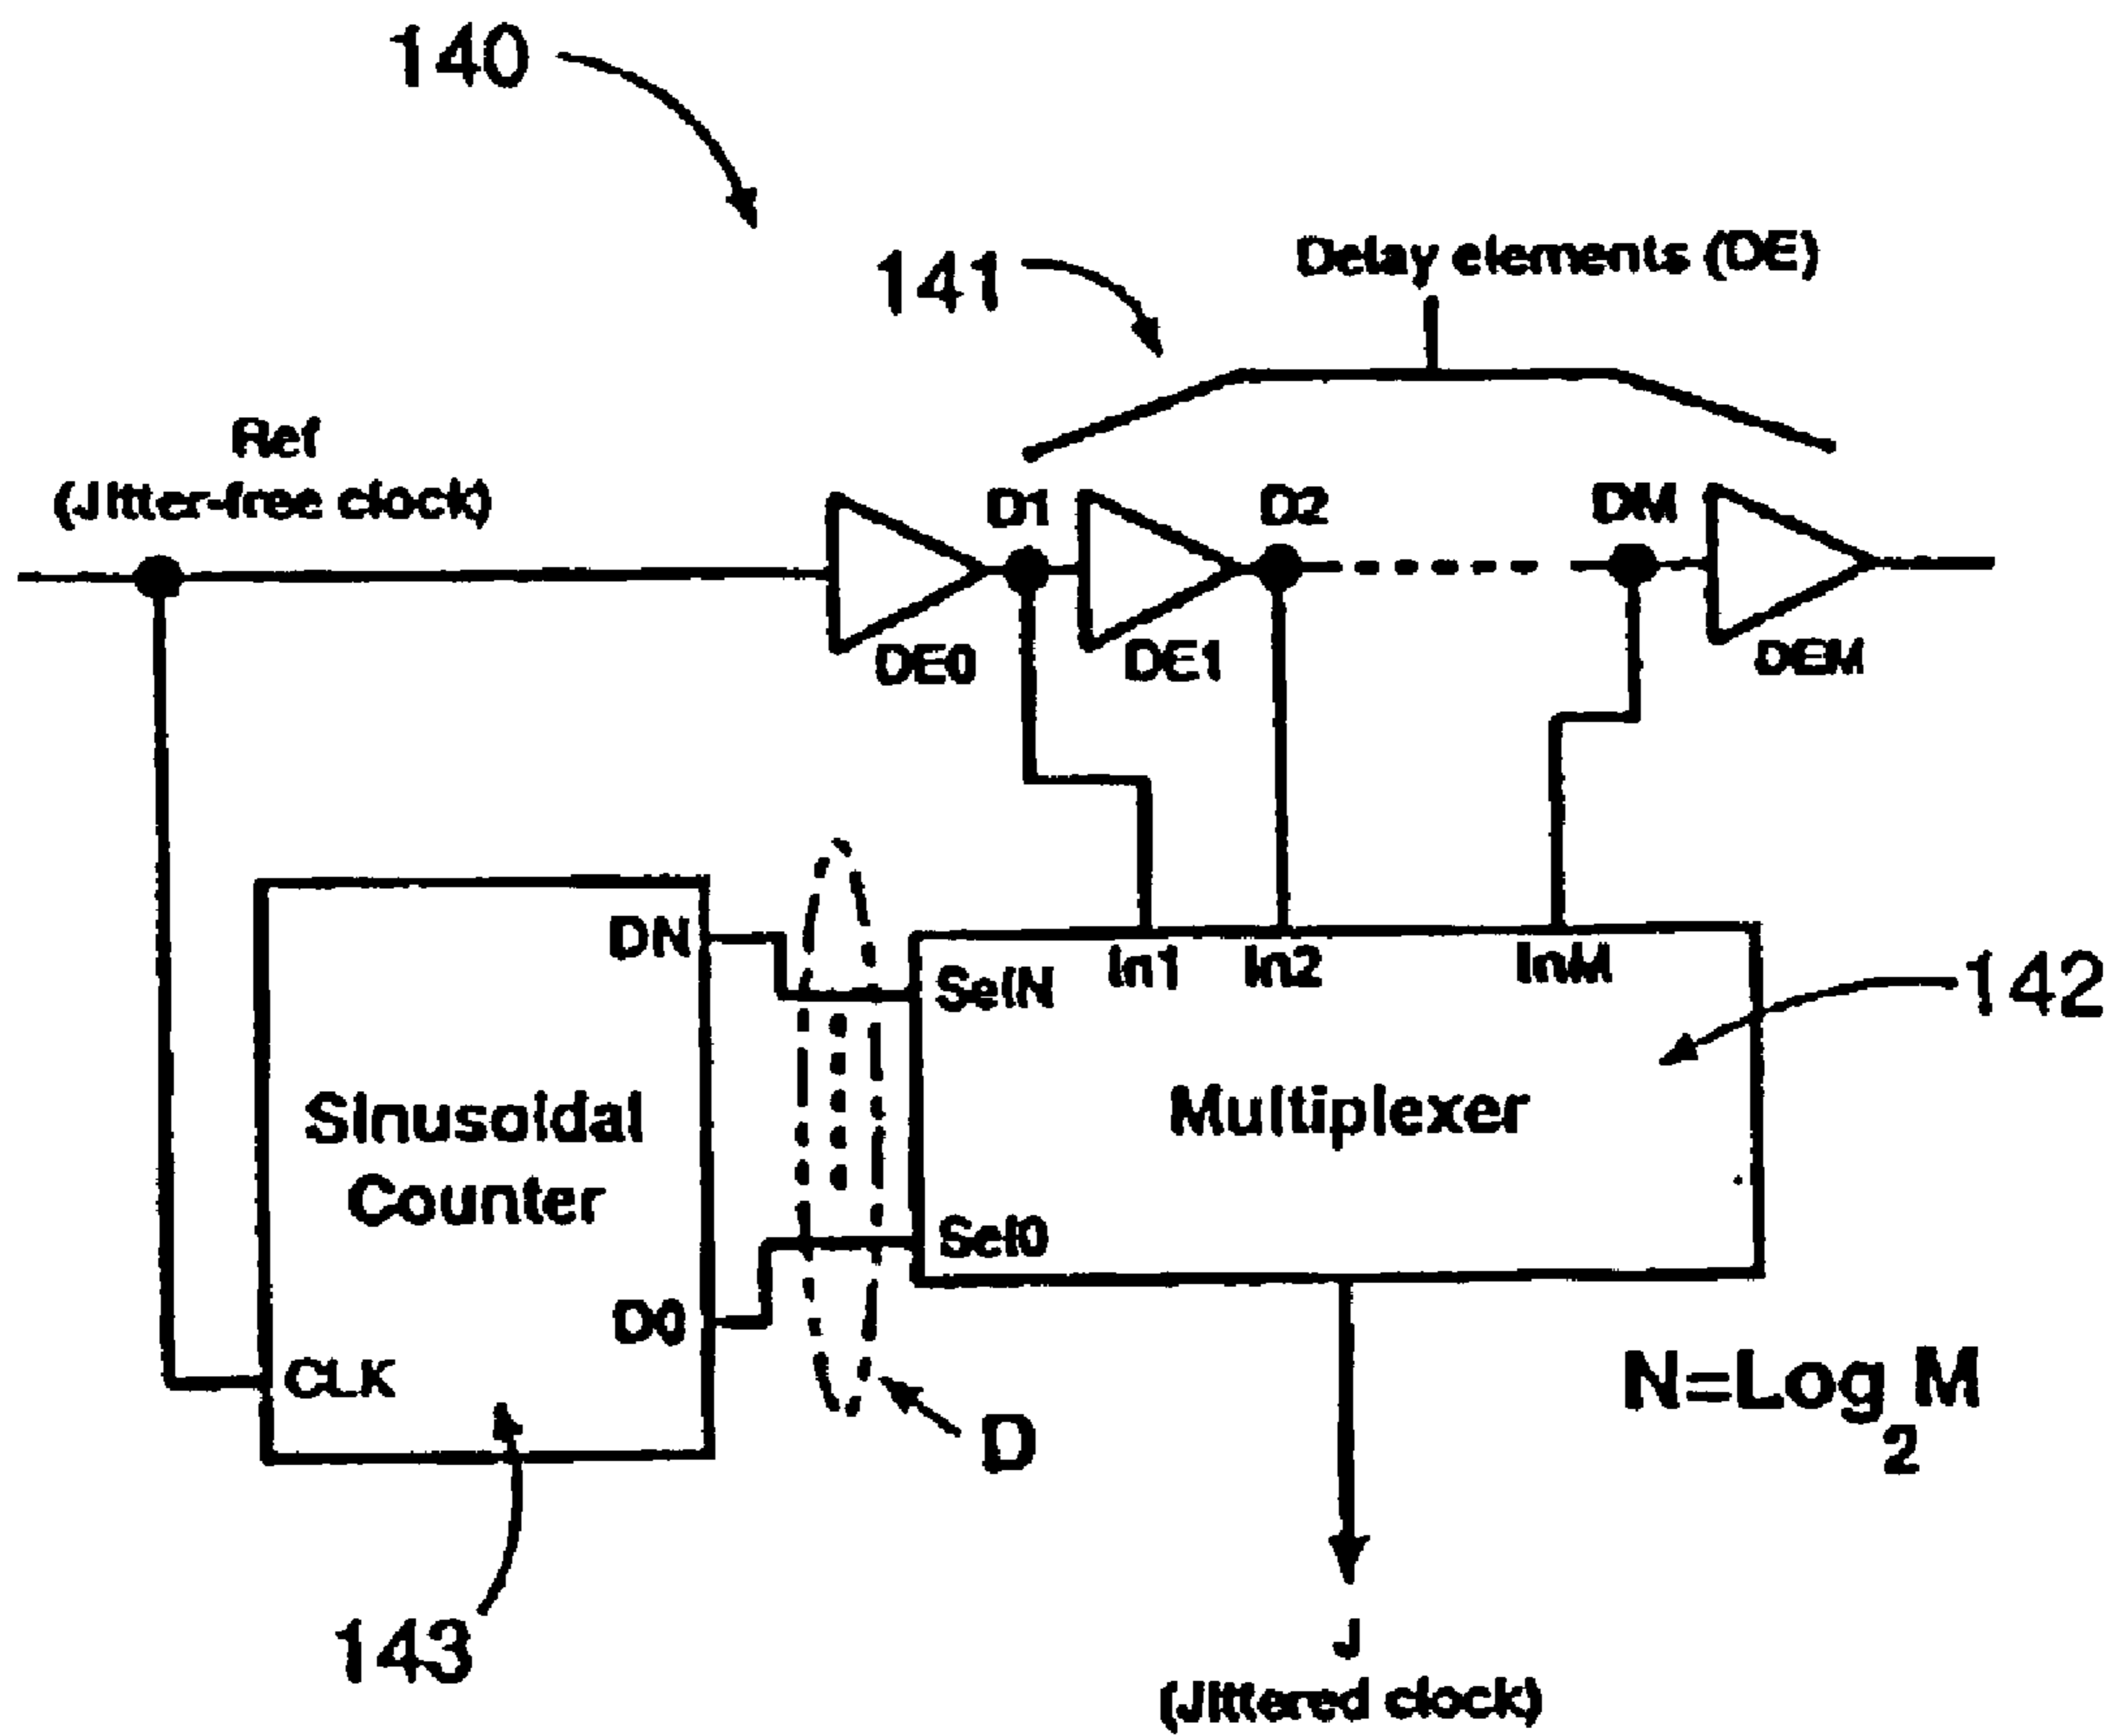 140
141
Delay elements (DE)
Ref
(Jitter-free clock)
D1
D2
DM
DE0
DE1
DEM
DN
SelN
In1
In2
InM
142
Sinusoidal
Counter
Multiplexer
Sel0
D0
CLK
D
N=Log2M
143
J
(Jittered clock)